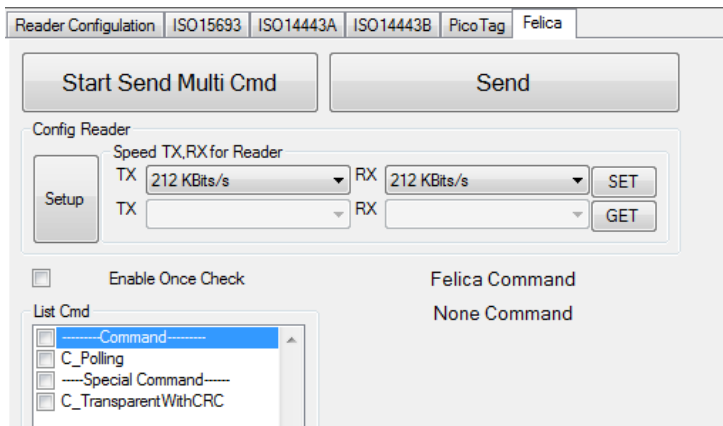 Reader Configulation ISO15693 ISO14443A ISO14443B PicoTag Felica
Start Send Multi Cmd Send
Config Reader
Speed TX,RX for Reader
Setup
TX 212 KBits/s RX 212 KBits/s SET
TX RX GET
Enable Once Check Felica Command
List Cmd None Command
---------Command---------
C_Polling
-----Special Command------
C_TransparentWithCRC